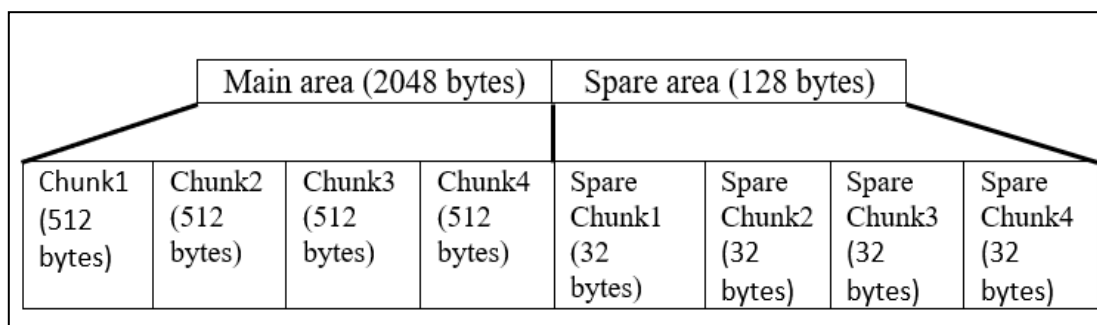 Main area (2048 bytes) Spare area (128 bytes)
Chunk1
(512
bytes)
Chunk2
(512
bytes)
Chunk3
(512
bytes)
Chunk4
(512
bytes)
Spare
Chunk1
(32
bytes)
Spare
Chunk2
(32
bytes)
Spare
Chunk3
(32
bytes)
Spare
Chunk4
(32
bytes)